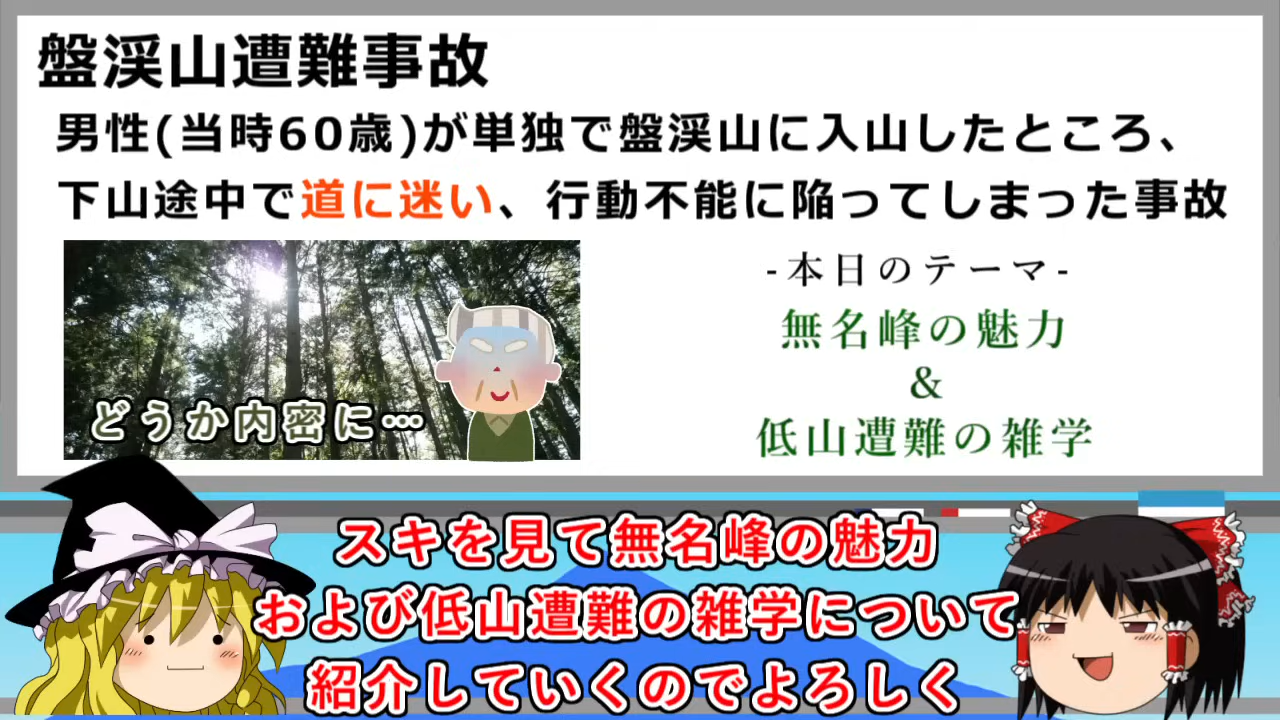 盤渓山遭難事故
男性(当時60歳)が単独で盤渓山に入山したところ、
下山途中で道に迷い、行動不能に陥ってしまった事故
-本日のテーマ-
無名峰の魅力
&
低山遭難の雑学
どうか内密に…
スキを見て無名峰の魅力
および低山遭難の雑学について
紹介していくのでよろしく